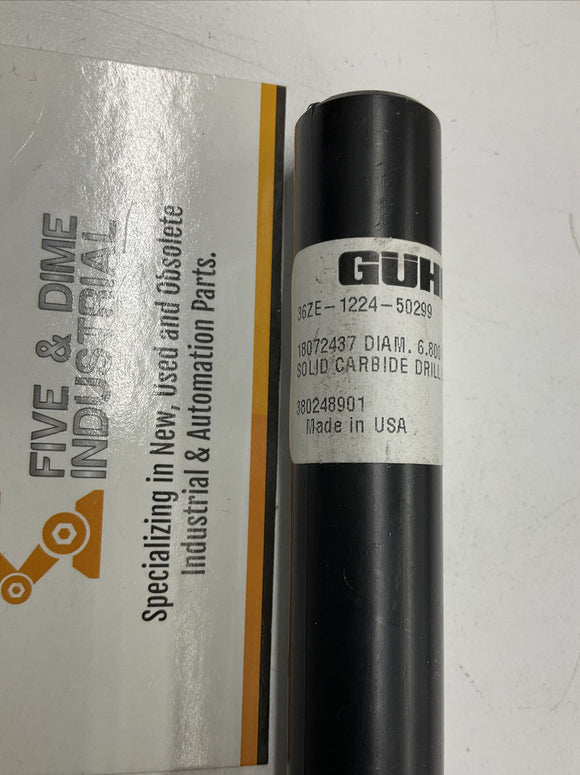 FIVE & DIME
INDUSTRIAL
Specializing in New, Used and Obsolete
Industrial & Automation Parts.
GÜH
36ZE-1224-50299
18072437 DIAM. 6.800
SOLID CARBIDE DRILL
380248901
Made in USA